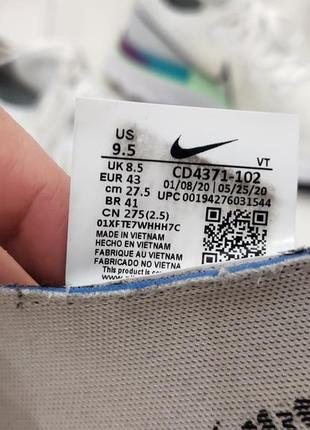 US
9.5
VT
UK 8.5
CD4371-102
EUR 43
01/08/20 05/25/20
cm 27.5
UPC 00194276031544
BR 41
CN 275(2.5)
01XFTE7WHHH7C
MADE IN VIETNAM
HECHO EN VIETNAM
FABRIQUÉ AU VIETNAM
FABRICADO NO VIETNÃ
This product is